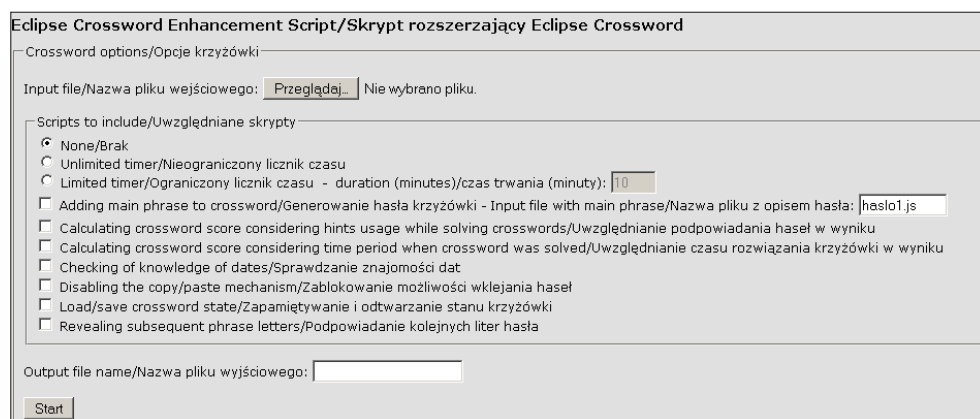 Eclipse Crossword Enhancement Script/Skrypt rozszerzający Eclipse Crossword
Crossword options/Opcje krzyżówki
Input file/Nazwa pliku wejściowego: Przeglądaj... Nie wybrano pliku.
Scripts to include/Uwzględniane skrypty
None/Brak
Unlimited timer/Nieograniczony licznik czasu
Limited timer/Ograniczony licznik czasu - duration (minutes)/czas trwania (minuty): 10
Adding main phrase to crossword/Generowanie hasła krzyżówki - Input file with main phrase/Nazwa pliku z opisem hasła: haslo1.js
Calculating crossword score considering hints usage while solving crosswords/Uwzględnianie podpowiadania haseł w wyniku
Calculating crossword score considering time period when crossword was solved/Uwzględnianie czasu rozwiązania krzyżówki w wyniku
Checking of knowledge of dates/Sprawdzanie znajomości dat
Disabling the copy/paste mechanism/Zablokowanie możliwości wklejania haseł
Load/save crossword state/Zapamiętywanie i odtwarzanie stanu krzyżówki
Revealing subsequent phrase letters/Podpowiadanie kolejnych liter hasła
Output file name/Nazwa pliku wyjściowego:
Start